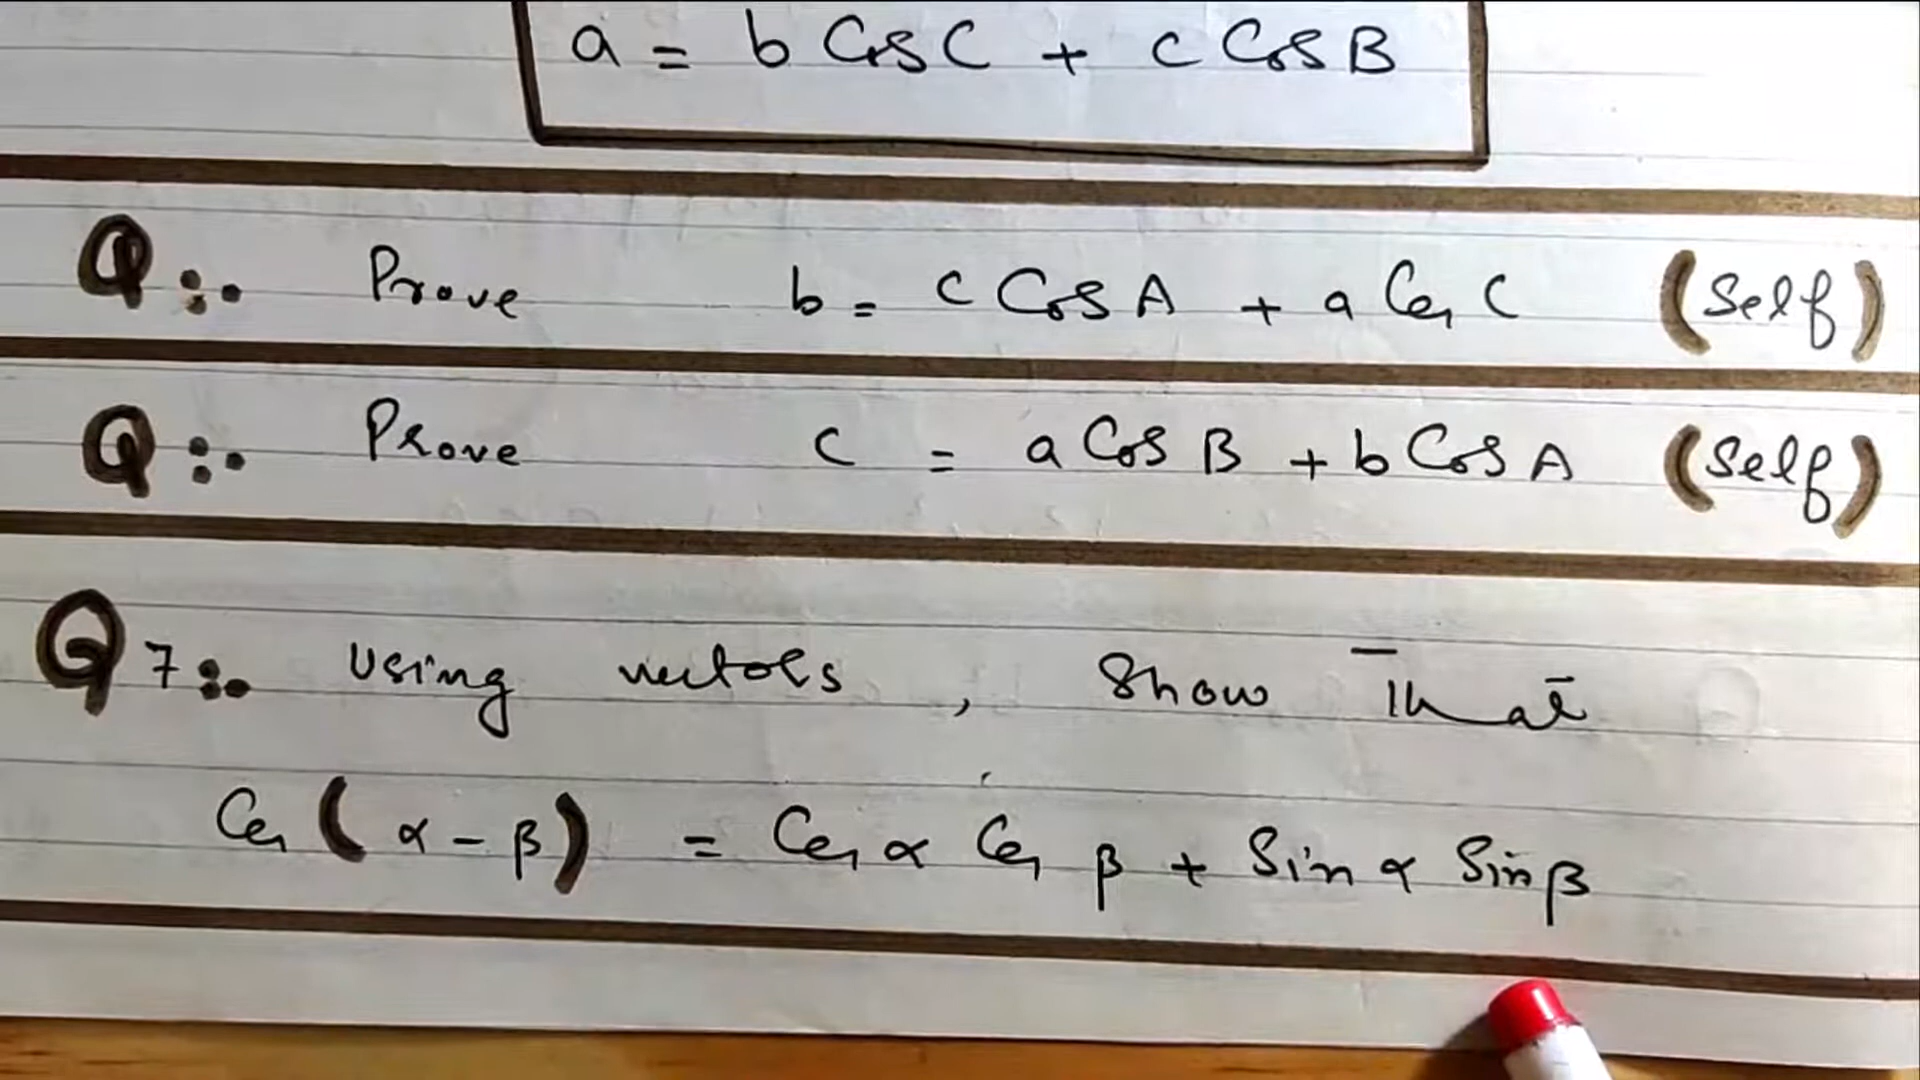 a = b Cos C + c Cos B
Q:. Prove b = c Cos A + a Cos C (Self)
Q:. Prove c = a Cos B + b Cos A (Self)
Q7:. Using vectors, Show That
Cos (α - β) = Cos α Cos β + Sin α Sin β